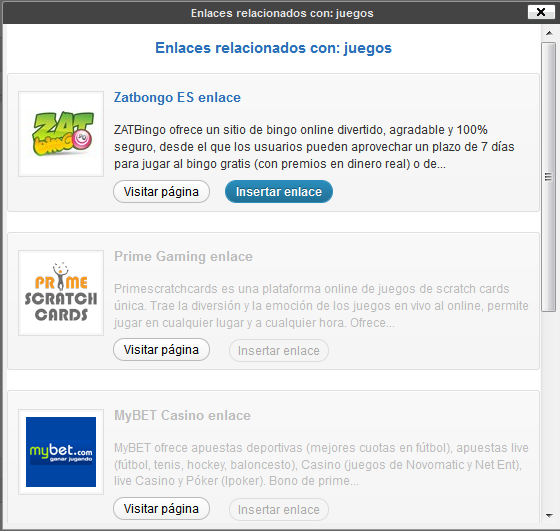 Enlaces relacionados con: juegos
Enlaces relacionados con: juegos
Zatbongo ES enlace
ZAT
bingo
ZATBingo ofrece un sitio de bingo online divertido, agradable y 100%
seguro, desde el que los usuarios pueden aprovechar un plazo de 7 días
para jugar al bingo gratis (con premios en dinero real) o de...
Visitar página Insertar enlace
Prime Gaming enlace
PRIME
SCRATCH
CARDS
Primescratchcards es una plataforma online de juegos de scratch cards
única. Trae la diversión y la emoción de los juegos en vivo al online, permite
jugar en cualquier lugar y a cualquier hora. Ofrece...
Visitar página Insertar enlace
MyBET Casino enlace
mybet.com
ganar jugando
MyBET ofrece apuestas deportivas (mejores cuotas en fútbol), apuestas live
(fútbol, tenis, hockey, baloncesto), Casino (juegos de Novomatic y Net Ent),
live Casino y Póker (Ipoker). Bono de prime...
Visitar página Insertar enlace